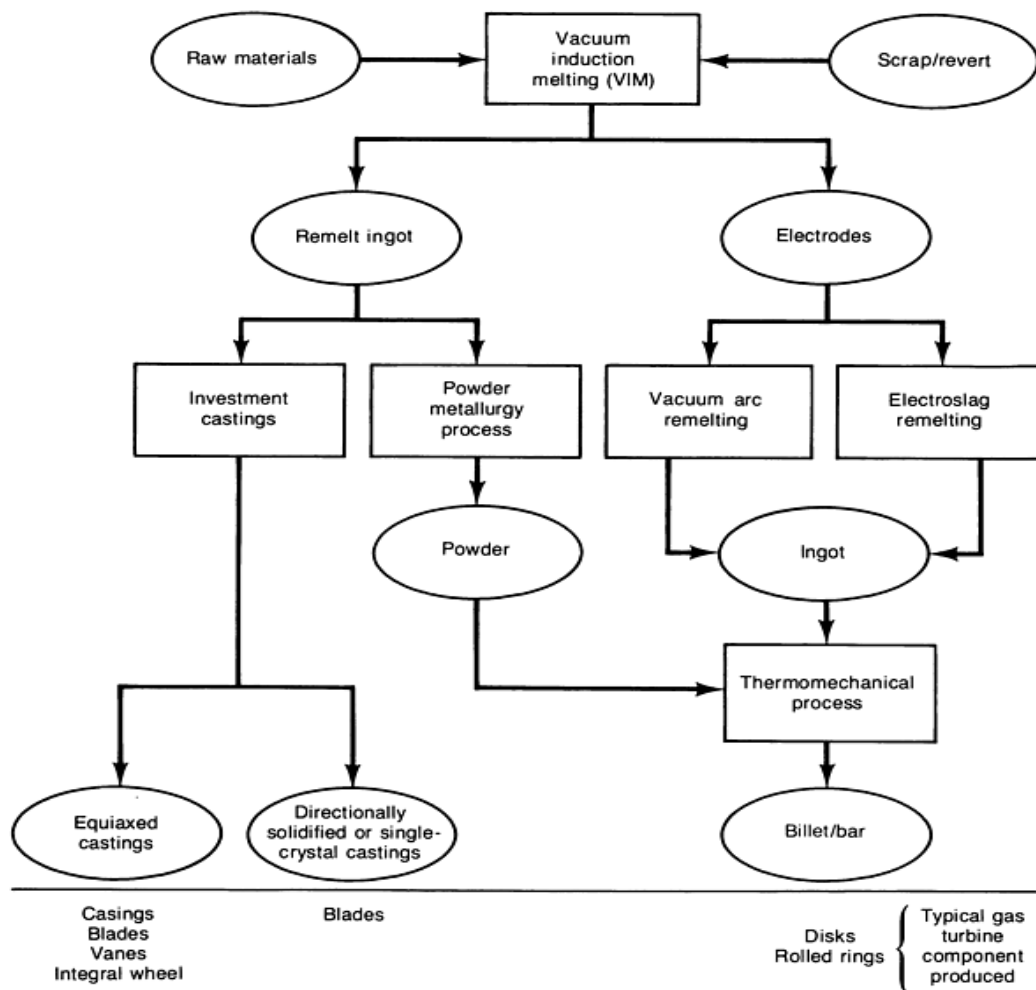 Raw materials
Vacuum
induction
melting (VIM)
Scrap/revert
Remelt ingot
Electrodes
Investment
castings
Powder
metallurgy
process
Vacuum arc
remelting
Electroslag
remelting
Powder
Ingot
Thermomechanical
process
Equiaxed
castings
Directionally
solidified or single-
crystal castings
Billet/bar
Casings
Blades
Vanes
Integral wheel
Blades
Disks
Rolled rings
Typical gas
turbine
component
produced